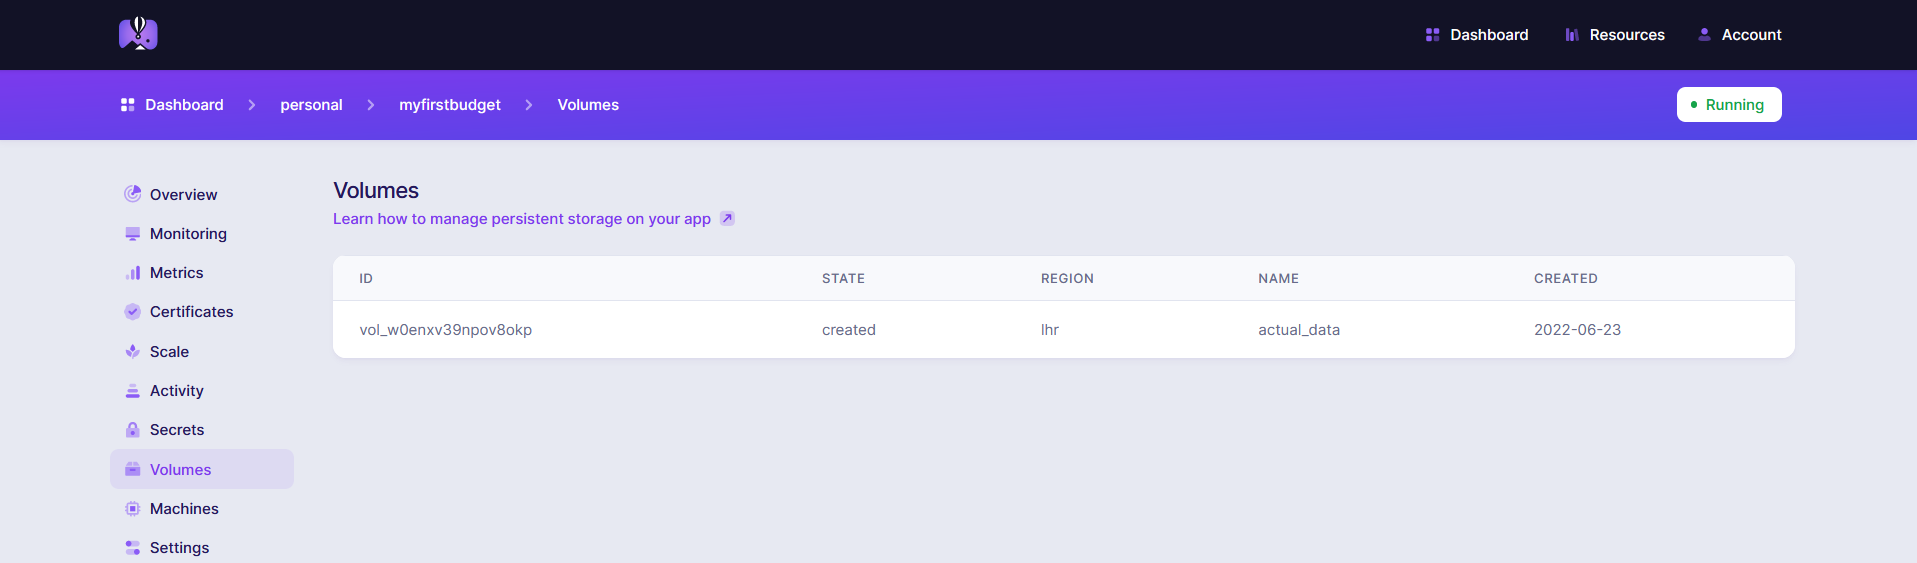 Dashboard Resources Account
Dashboard personal myfirstbudget Volumes Running
Overview
Monitoring
Metrics
Certificates
Scale
Activity
Secrets
Volumes
Machines
Settings
Volumes
Learn how to manage persistent storage on your app
ID STATE REGION NAME CREATED
vol_w0enxv39npov8okp created lhr actual_data 2022-06-23